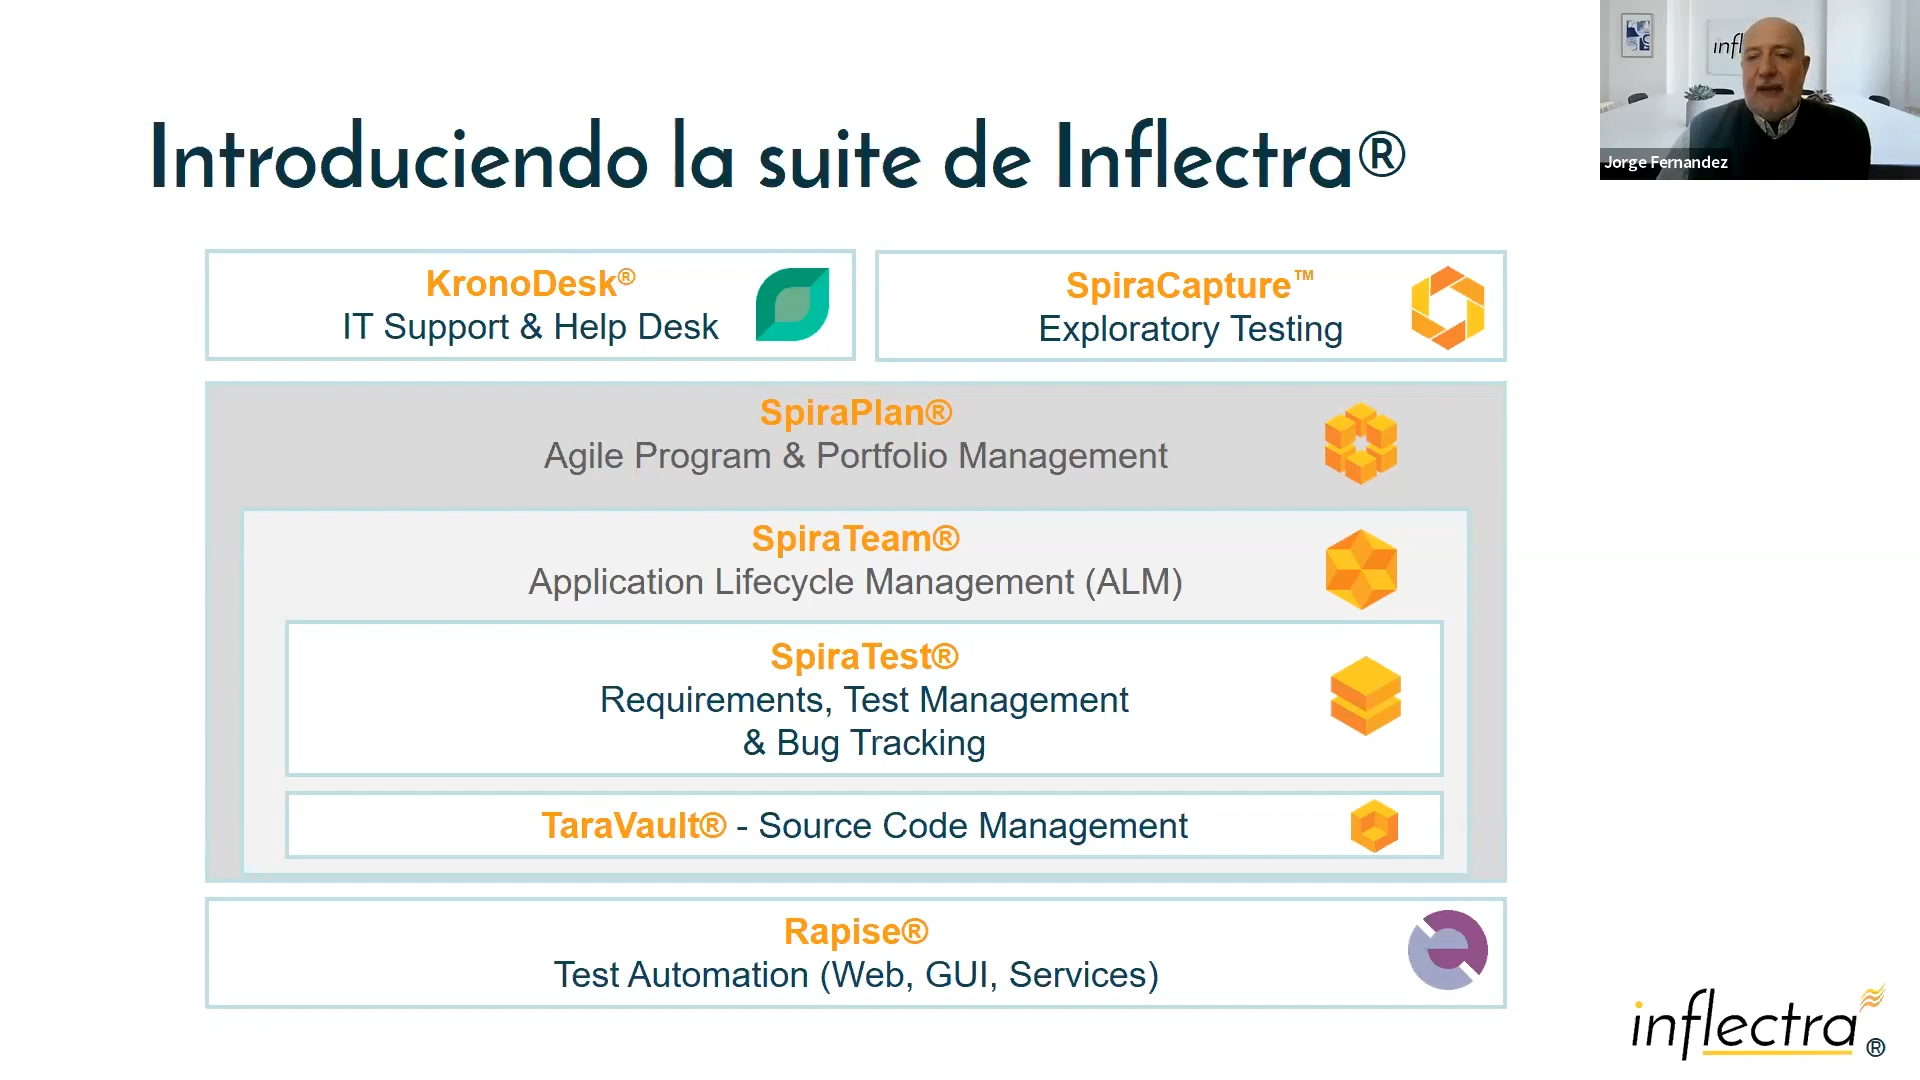 Introduciendo la suite de Inflectra®
infl
Jorge Fernandez
KronoDesk®
IT Support & Help Desk
SpiraCapture™
Exploratory Testing
SpiraPlan®
Agile Program & Portfolio Management
SpiraTeam®
Application Lifecycle Management (ALM)
SpiraTest®
Requirements, Test Management
& Bug Tracking
TaraVault® - Source Code Management
Rapise®
Test Automation (Web, GUI, Services)
inflectra®